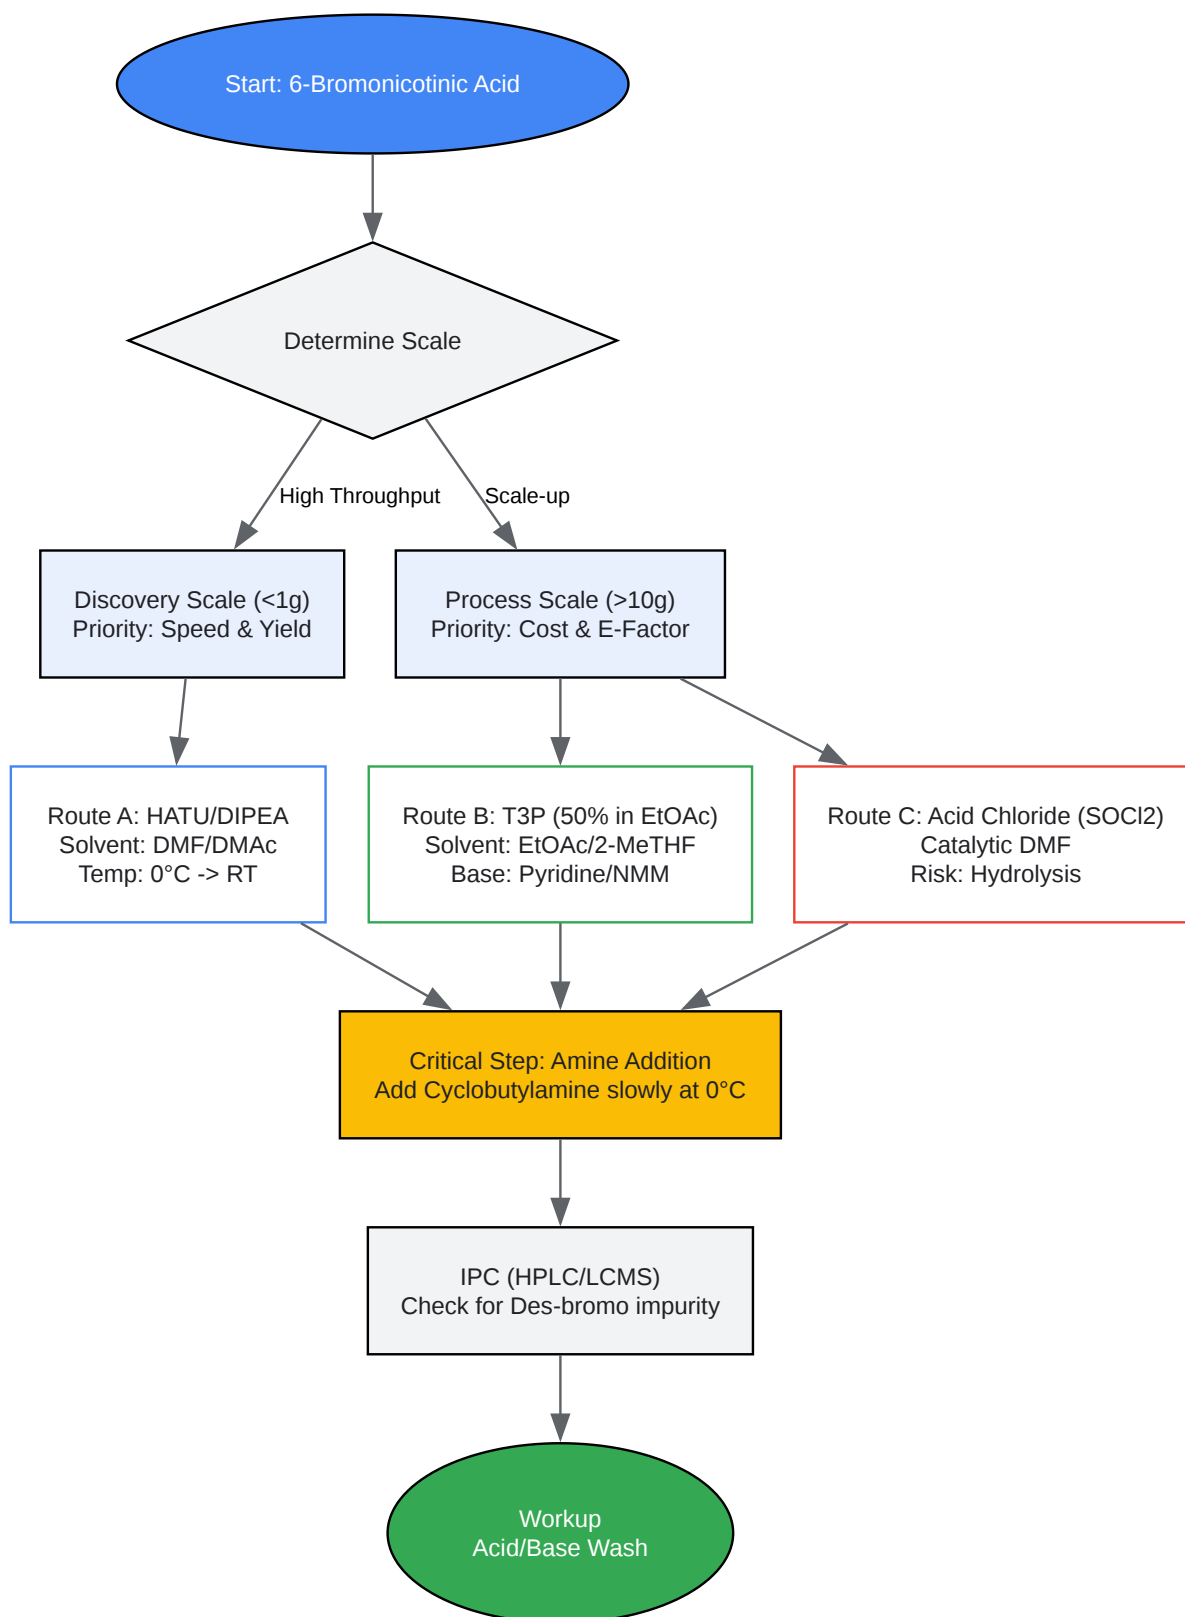 Start: 6-Bromonicotinic Acid
Determine Scale
High Throughput
Scale-up
Discovery Scale (<1g)
Priority: Speed & Yield
Process Scale (>10g)
Priority: Cost & E-Factor
Route A: HATU/DIPEA
Solvent: DMF/DMAc
Temp: 0°C -> RT
Route B: T3P (50% in EtOAc)
Solvent: EtOAc/2-MeTHF
Base: Pyridine/NMM
Route C: Acid Chloride (SOCl2)
Catalytic DMF
Risk: Hydrolysis
Critical Step: Amine Addition
Add Cyclobutylamine slowly at 0°C
IPC (HPLC/LCMS)
Check for Des-bromo impurity
Workup
Acid/Base Wash